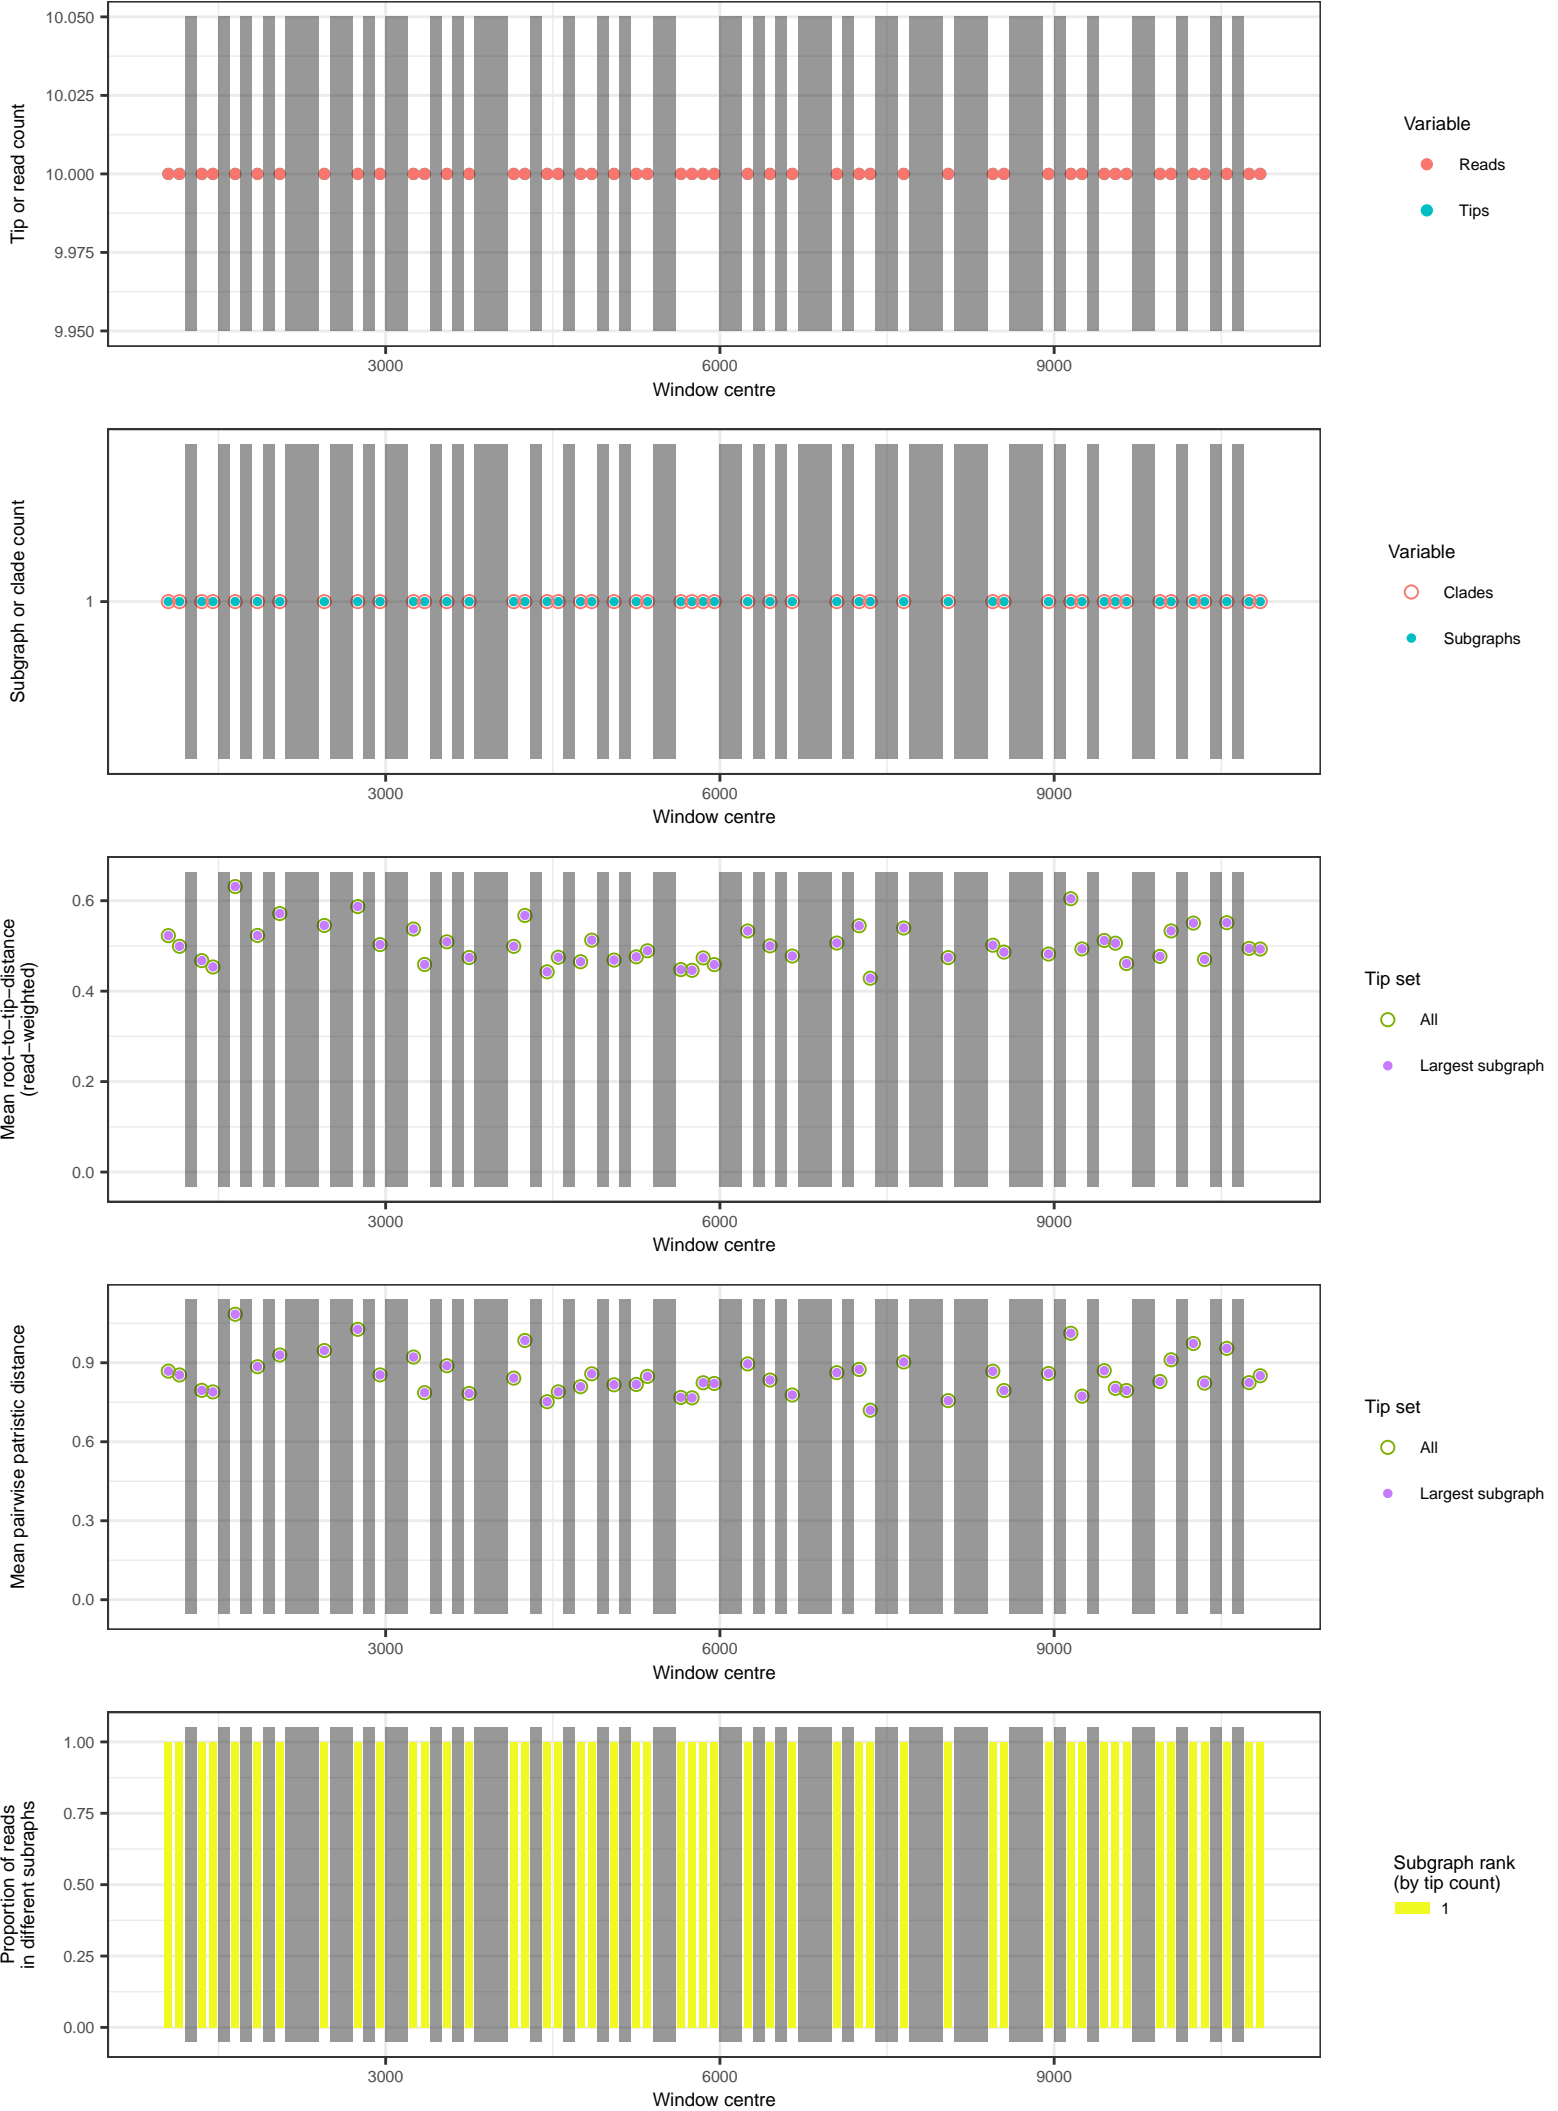 10.050
10.025
10.000
9.975
9.950
Tip or read count
3000
6000
9000
Window centre
Variable
Reads
Tips
Subgraph or clade count
1
3000
6000
9000
Window centre
Variable
Clades
Subgraphs
Mean root−to−tip−distance
(read−weighted)
0.6
0.4
0.2
0.0
3000
6000
9000
Window centre
Tip set
All
Largest subgraph
Mean pairwise patristic distance
0.9
0.6
0.3
0.0
3000
6000
9000
Window centre
Tip set
All
Largest subgraph
Proportion of reads
in different subraphs
1.00
0.75
0.50
0.25
0.00
3000
6000
9000
Window centre
Subgraph rank
(by tip count)
1